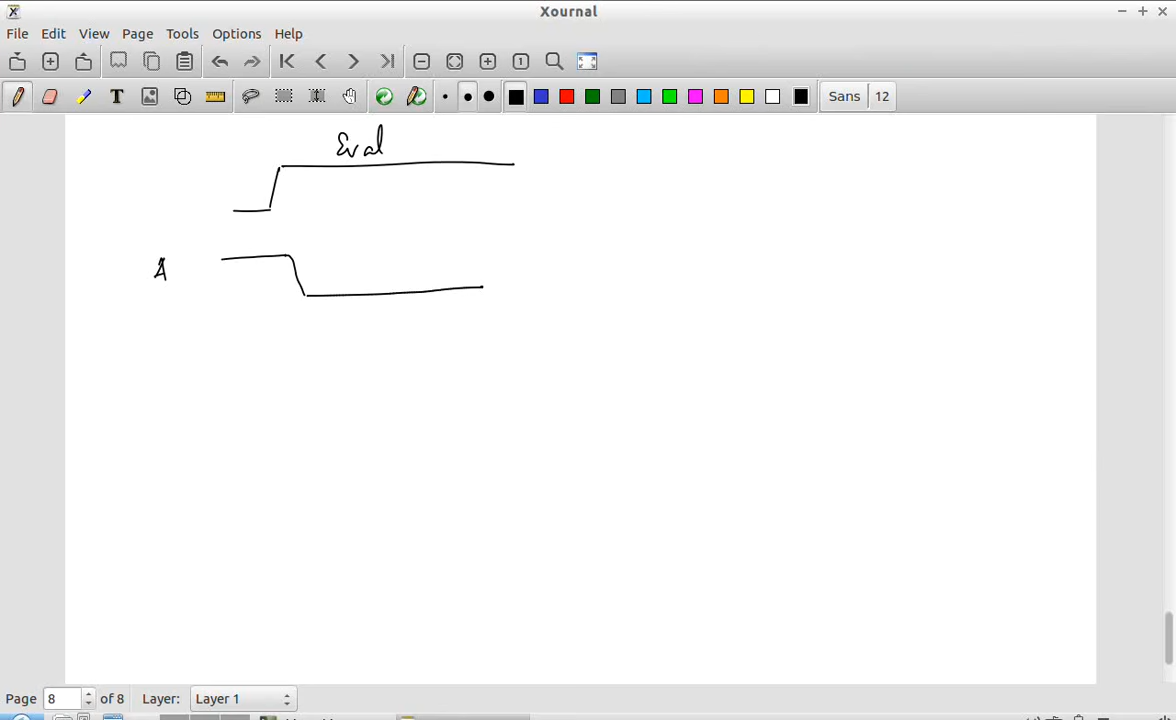 Xournal
File Edit View Page Tools Options Help
Sans 12
Eval
A
Page 8 of 8 Layer: Layer 1